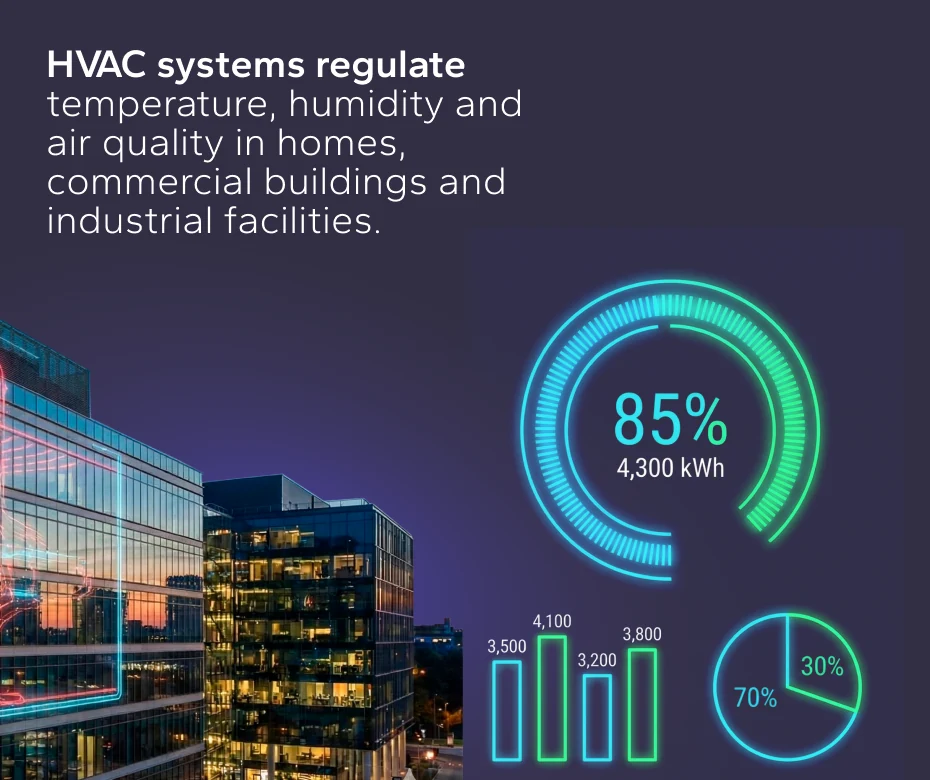 HVAC systems regulate
temperature, humidity and
air quality in homes,
commercial buildings and
industrial facilities.
85%
4,300 kWh
3,500
4,100
3,200
3,800
70%
30%